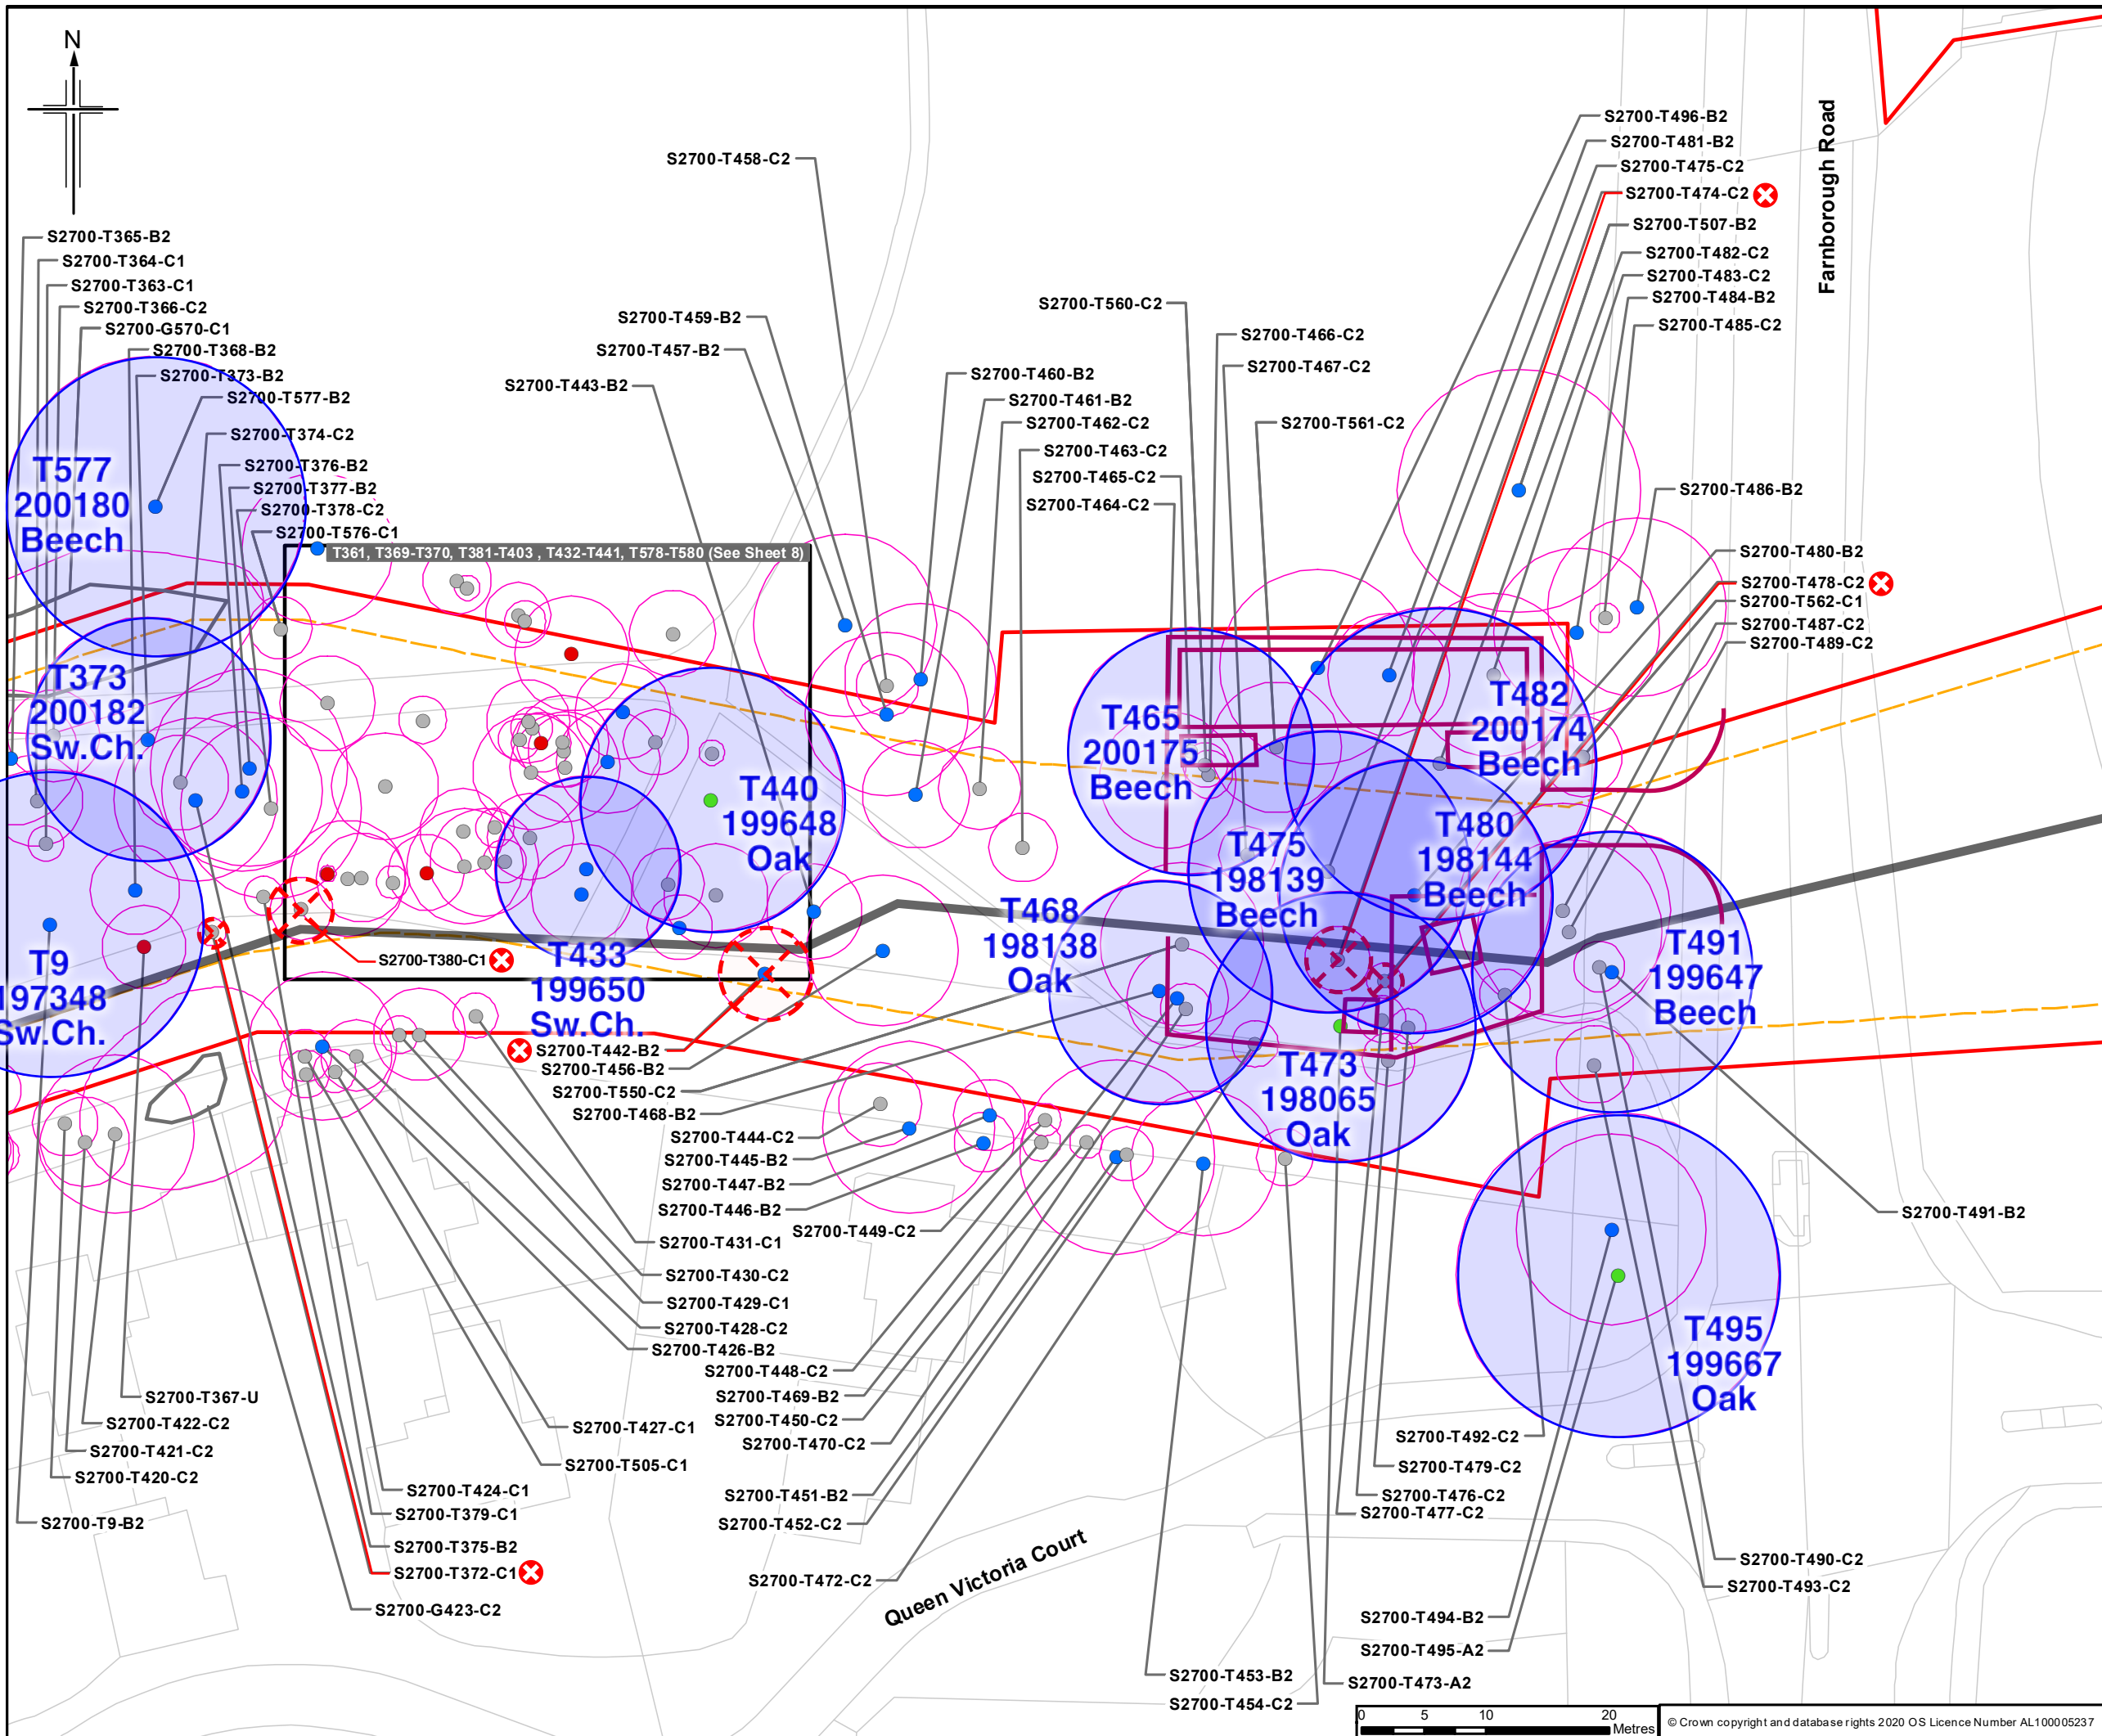 N
Farnborough Road
S2700-T496-B2
S2700-T481-B2
S2700-T475-C2
S2700-T474-C2
S2700-T507-B2
S2700-T482-C2
S2700-T483-C2
S2700-T484-B2
S2700-T485-C2
S2700-T458-C2
S2700-T365-B2
S2700-T364-C1
S2700-T363-C1
S2700-T366-C2
S2700-G570-C1
S2700-T368-B2
S2700-T373-B2
S2700-T577-B2
S2700-T374-C2
S2700-T376-B2
S2700-T377-B2
S2700-T378-C2
S2700-T576-C1
S2700-T459-B2
S2700-T457-B2
S2700-T443-B2
S2700-T460-B2
S2700-T461-B2
S2700-T462-C2
S2700-T463-C2
S2700-T465-C2
S2700-T464-C2
S2700-T560-C2
S2700-T466-C2
S2700-T467-C2
S2700-T561-C2
S2700-T486-B2
S2700-T480-B2
S2700-T478-C2
S2700-T562-C1
S2700-T487-C2
S2700-T489-C2
T361, T369-T370, T381-T403 , T432-T441, T578-T580 (See Sheet 8)
T577
200180
Beech
T373
200182
Sw.Ch.
T9
197348
Sw.Ch.
T440
199648
Oak
T433
199650
Sw.Ch.
T465
200175
Beech
T482
200174
Beech
T475
198139
Beech
T480
198144
Beech
T468
198138
Oak
T473
198065
Oak
T491
199647
Beech
T495
199667
Oak
S2700-T380-C1
S2700-T442-B2
S2700-T456-B2
S2700-T550-C2
S2700-T468-B2
S2700-T444-C2
S2700-T445-B2
S2700-T447-B2
S2700-T446-B2
S2700-T449-C2
S2700-T431-C1
S2700-T430-C2
S2700-T429-C1
S2700-T428-C2
S2700-T426-B2
S2700-T448-C2
S2700-T469-B2
S2700-T450-C2
S2700-T470-C2
S2700-T451-B2
S2700-T452-C2
S2700-T472-C2
S2700-T427-C1
S2700-T505-C1
S2700-T367-U
S2700-T422-C2
S2700-T421-C2
S2700-T420-C2
S2700-T9-B2
S2700-T424-C1
S2700-T379-C1
S2700-T375-B2
S2700-T372-C1
S2700-G423-C2
S2700-T491-B2
S2700-T492-C2
S2700-T479-C2
S2700-T476-C2
S2700-T477-C2
S2700-T490-C2
S2700-T493-C2
S2700-T494-B2
S2700-T495-A2
S2700-T473-A2
S2700-T453-B2
S2700-T454-C2
Queen Victoria Court
0 5 10 20
Metres
© Crown copyright and database rights 2020 OS Licence Number AL100005237